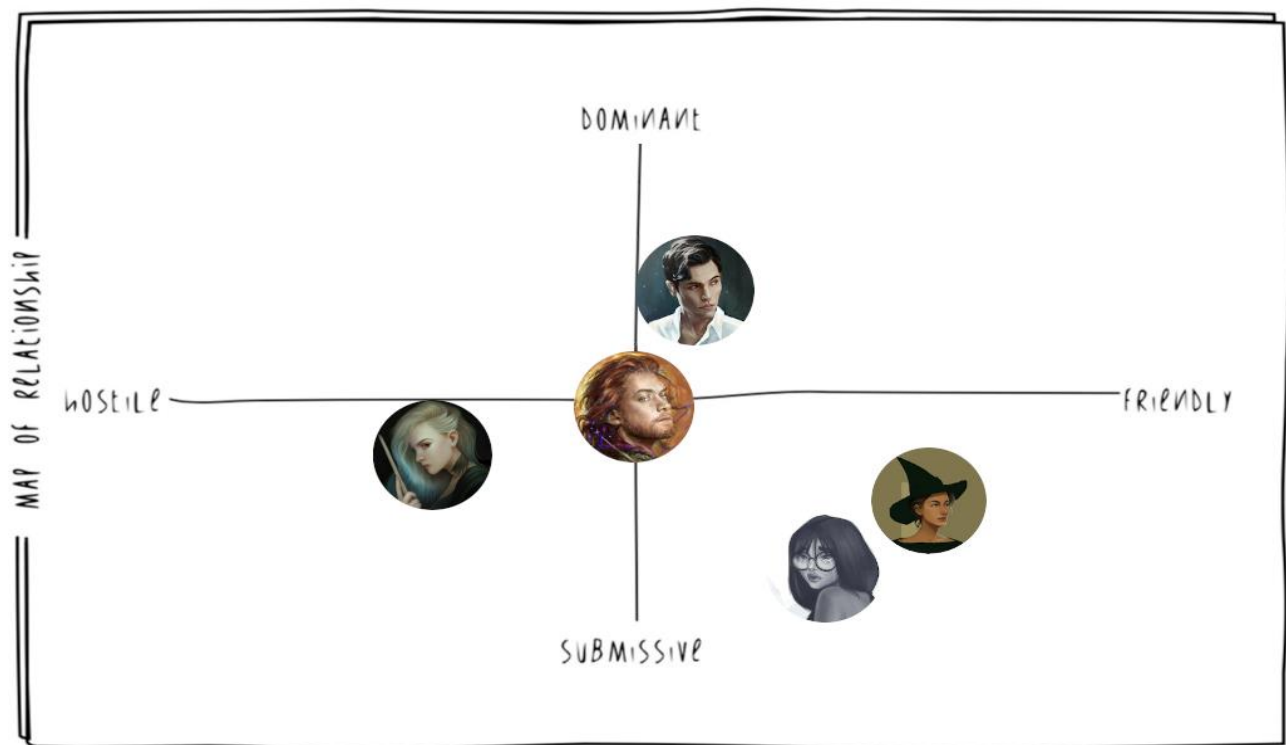 MAP OF RELATIONSHIP
DOMINANT
HOSTILE
FRIENDLY
SUBMISSIVE